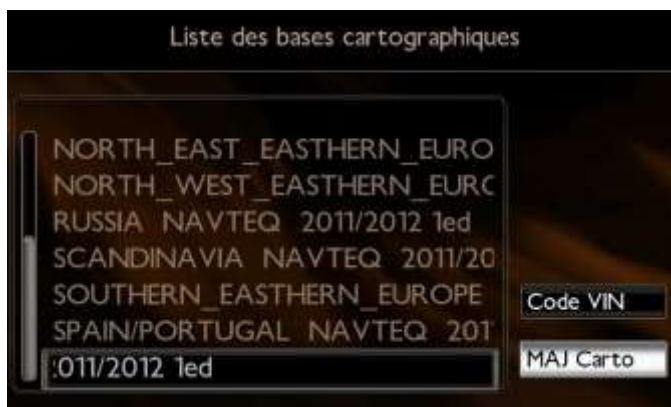 Liste des bases cartographiques
NORTH_EAST_EASTHERN_EURO
NORTH_WEST_EASTHERN_EURC
RUSSIA NAVTEQ 2011/2012 1ed
SCANDINAVIA NAVTEQ 2011/20
SOUTHERN_EASTHERN_EUROPE
SPAIN/PORTUGAL NAVTEQ 201
:011/2012 1ed
Code VIN
MAJ Carto